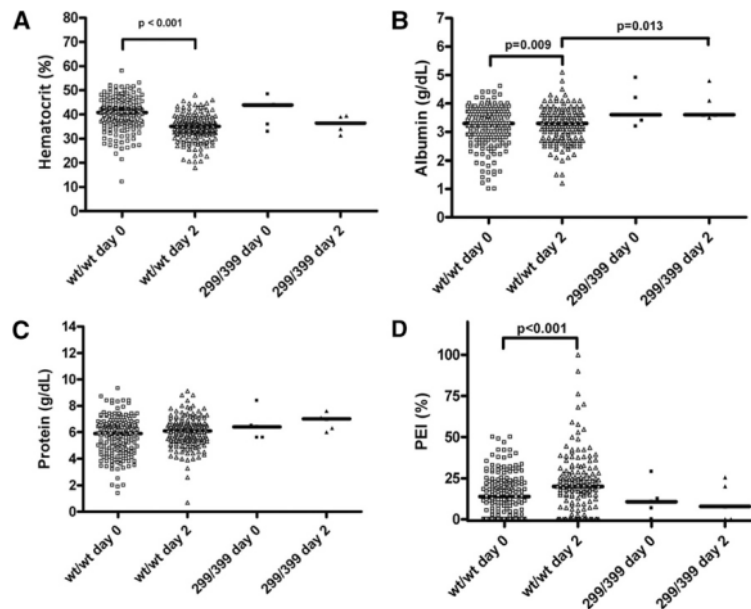 A
p < 0.001
Hematocrit (%)
80
70
60
50
40
30
20
10
0
wt/wt day 0
wt/wt day 2
299/399 day 0
299/399 day 2
B
p=0.013
p=0.009
Albumin (g/dL)
7
6
5
4
3
2
1
0
wt/wt day 0
wt/wt day 2
299/399 day 0
299/399 day 2
C
Protein (g/dL)
14
12
10
8
6
4
2
0
wt/wt day 0
wt/wt day 2
299/399 day 0
299/399 day 2
D
p<0.001
PEI (%)
100
75
50
25
0
wt/wt day 0
wt/wt day 2
299/399 day 0
299/399 day 2